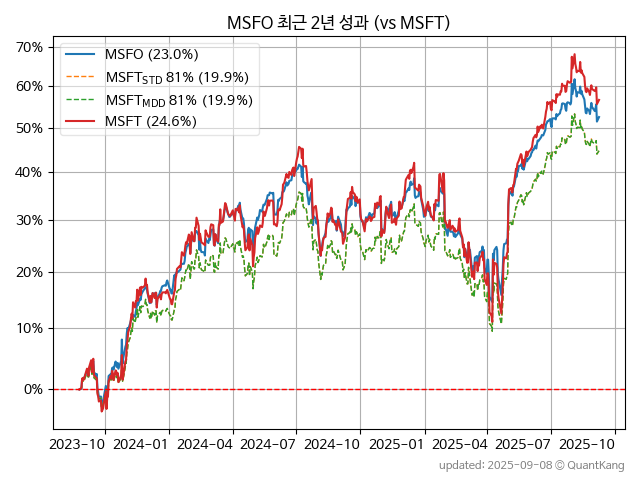 MSFO 최근 2년 성과 (vs MSFT)
70%
60%
50%
40%
30%
20%
10%
0%
MSFO (23.0%)
MSFT_STD 81% (19.9%)
MSFT_MDD 81% (19.9%)
MSFT (24.6%)
2023-10 2024-01 2024-04 2024-07 2024-10 2025-01 2025-04 2025-07 2025-10
updated: 2025-09-08 © QuantKang